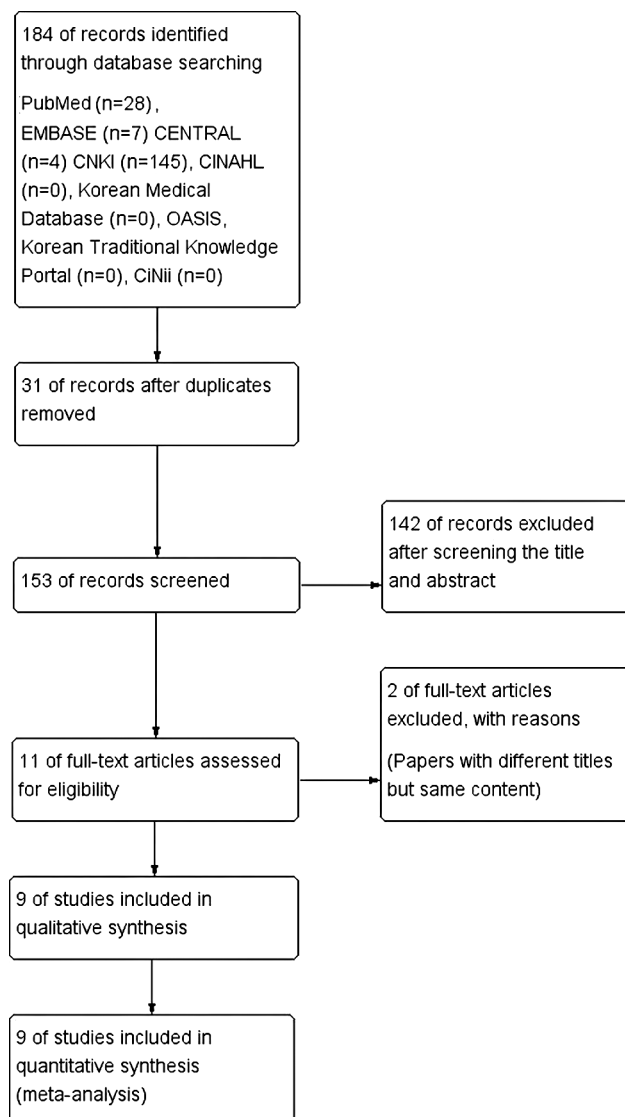 184 of records identified
through database searching
PubMed (n=28) ,
EMBASE (n=7) CENTRAL
(n=4) CNKI (n=145), CINAHL
(n=0), Korean Medical
Database (n=0), OASIS,
Korean Traditional Knowledge
Portal (n=0), CiNii (n=0)
31 of records after duplicates
removed
153 of records screened
142 of records excluded
after screening the title
and abstract
11 of full-text articles assessed
for eligibility
2 of full-text articles
excluded, with reasons
(Papers with different titles
but same content)
9 of studies included in
qualitative synthesis
9 of studies included in
quantitative synthesis
(meta-analysis)